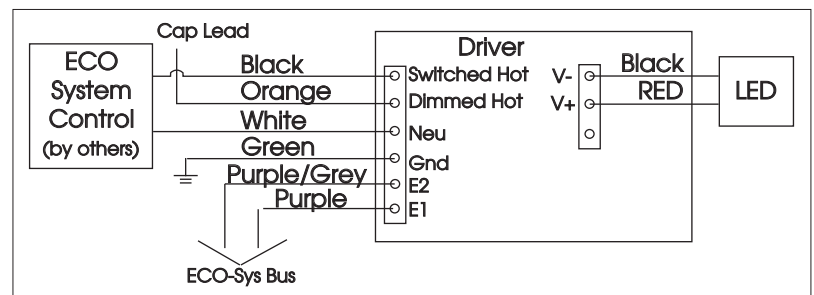 Cap Lead
ECO
System
Control
(by others)
Black
Orange
White
Green
Purple/Grey
Purple
ECO-Sys Bus
Driver
Switched Hot
Dimmed Hot
Neu
Gnd
E2
E1
V-
V+
Black
RED
LED